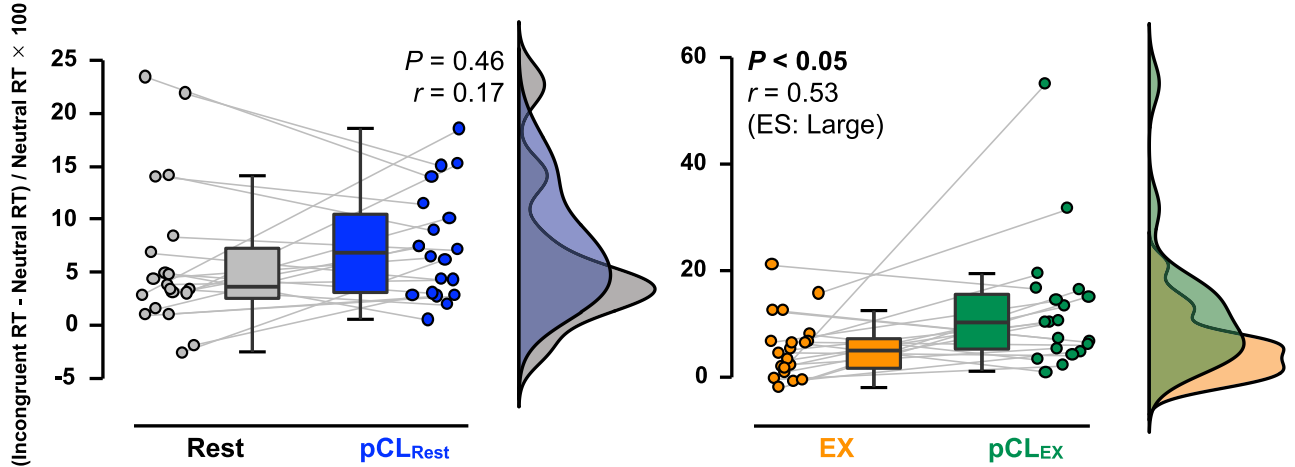 (Incongruent RT - Neutral RT) / Neutral RT × 100
25
20
15
10
5
0
-5
P = 0.46
r = 0.17
Rest
pCLRest
60
40
20
0
P < 0.05
r = 0.53
(ES: Large)
EX
pCLEX